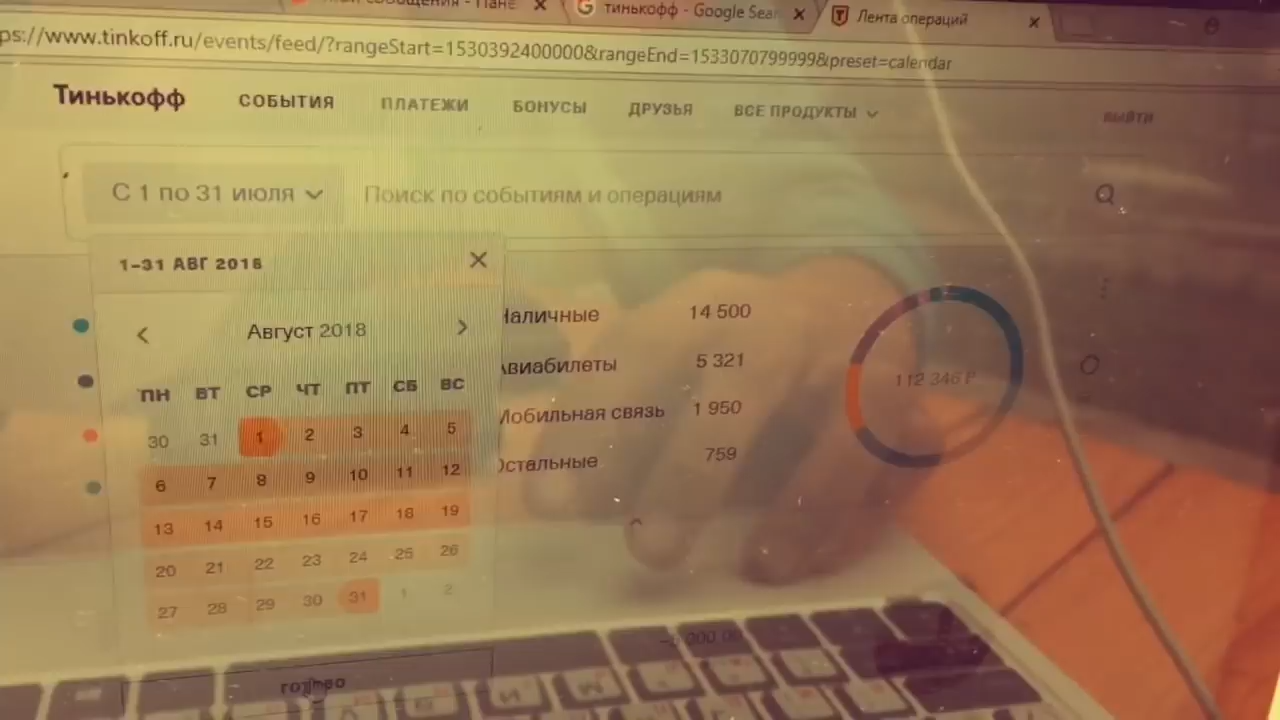 тинькофф - Google Sear
Лента операций
ps://www.tinkoff.ru/events/feed/?rangeStart=1530392400000&rangeEnd=1533070799999&preset=calendar
Тинькофф СОБЫТИЯ ПЛАТЕЖИ БОНУСЫ ДРУЗЬЯ ВСЕ ПРОДУКТЫ ВЫЙТИ
С 1 по 31 июля Поиск по событиям и операциям
1–31 АВГ 2018
Август 2018
ПН ВТ СР ЧТ ПТ СБ ВС
30 31 1 2 3 4 5
6 7 8 9 10 11 12
13 14 15 16 17 18 19
20 21 22 23 24 25 26
27 28 29 30 31 1 2
Наличные 14 500
Авиабилеты 5 321
Мобильная связь 1 950
Остальные 759
112 346 ₽